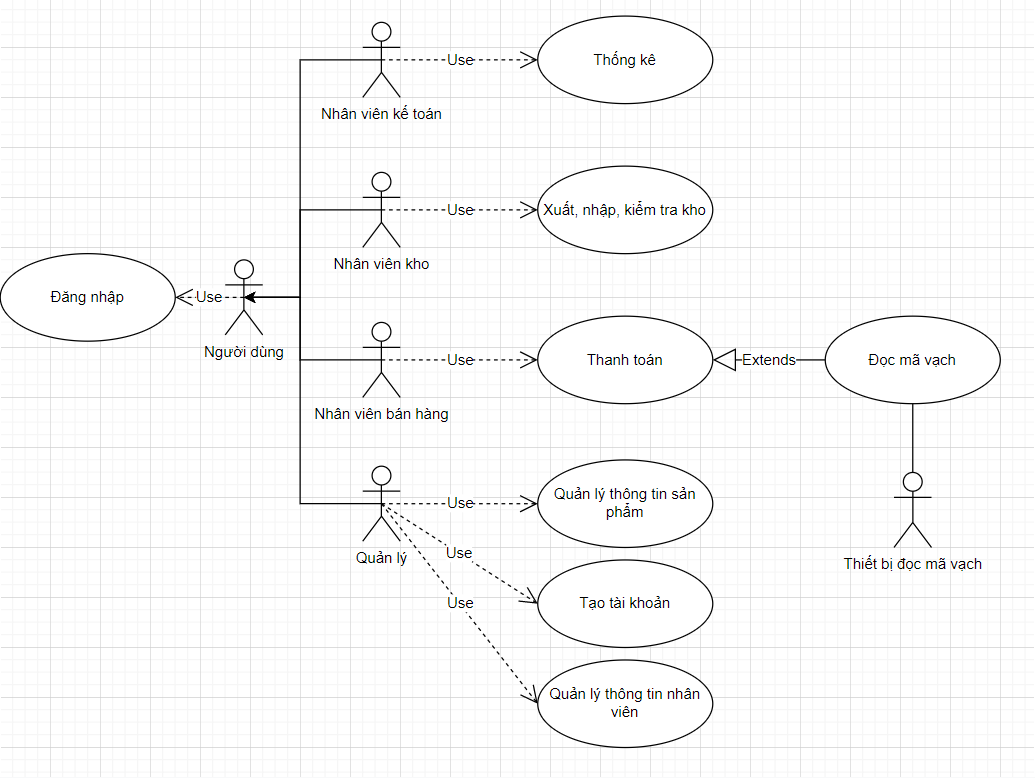 Use
Thống kê
Nhân viên kế toán
Use
Xuất, nhập, kiểm tra kho
Nhân viên kho
Đăng nhập
Use
Người dùng
Use
Thanh toán
Extends
Đọc mã vạch
Nhân viên bán hàng
Use
Quản lý thông tin sản
phẩm
Quản lý
Use
Thiết bị đọc mã vạch
Use
Tạo tài khoản
Quản lý thông tin nhân
viên